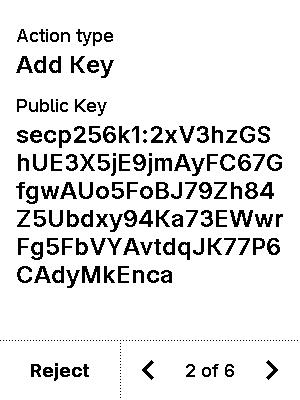 Action type
Add Key
Public Key
secp256k1:2xV3hzGS
hUE3X5jE9jmAyFC67G
fgwAUo5FoBJ79Zh84
Z5Ubdxy94Ka73EWwr
Fg5FbVYAvtdqJK77P6
CAdyMkEnca
Reject
2 of 6